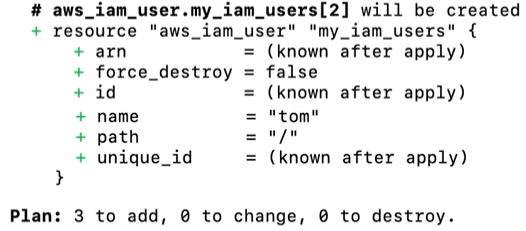 # aws_iam_user.my_iam_users[2] will be created
+ resource "aws_iam_user" "my_iam_users" {
+ arn = (known after apply)
+ force_destroy = false
+ id = (known after apply)
+ name = "tom"
+ path = "/"
+ unique_id = (known after apply)
}
Plan: 3 to add, 0 to change, 0 to destroy.